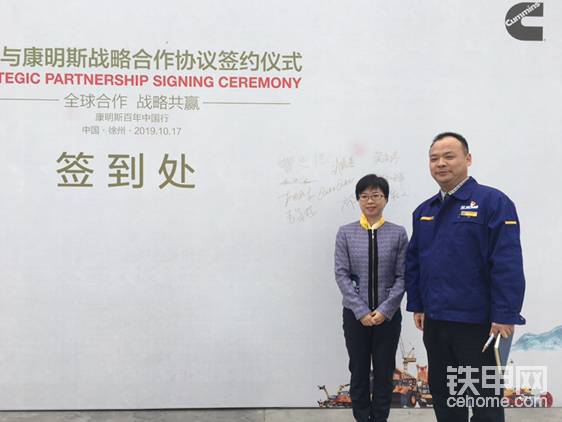 Cummins
与康明斯战略合作协议签约仪式
TEGIC PARTNERSHIP SIGNING CEREMONY
全球合作 战略共赢
康明斯百年中国行
中国·徐州·2019.10.17
签到处
铁甲网
cehome.com